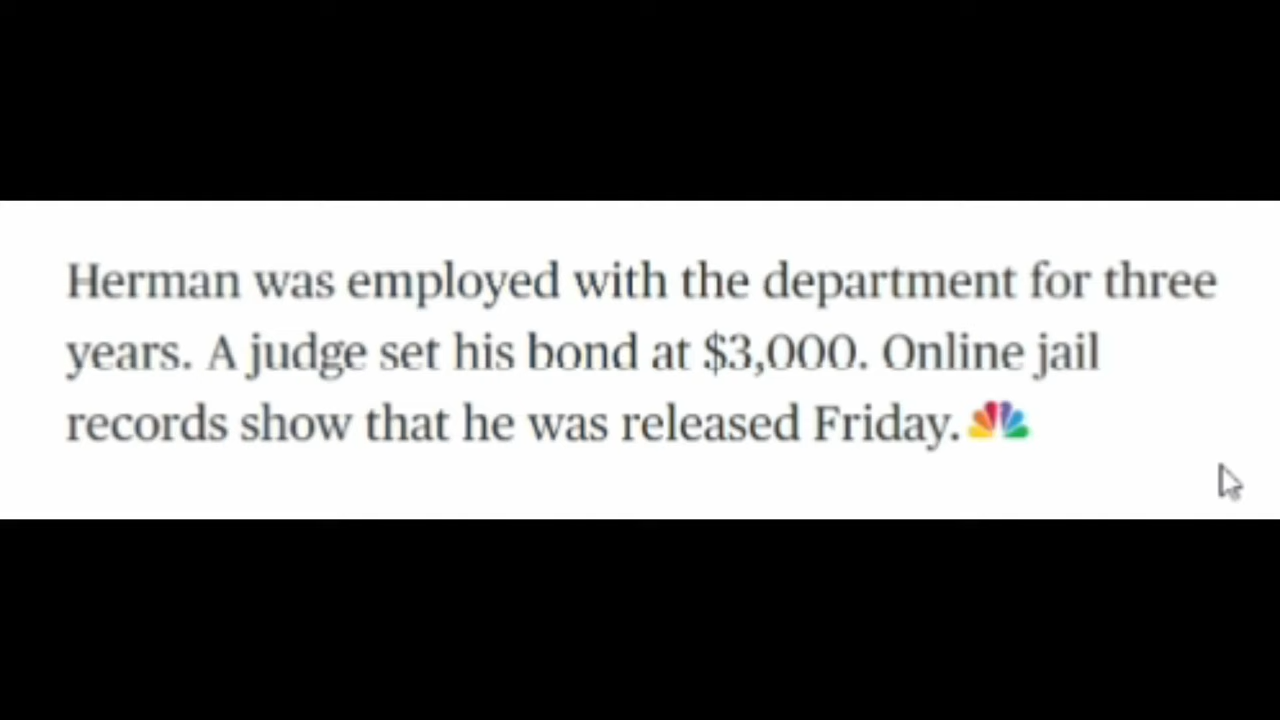 Herman was employed with the department for three
years. A judge set his bond at $3,000. Online jail
records show that he was released Friday.